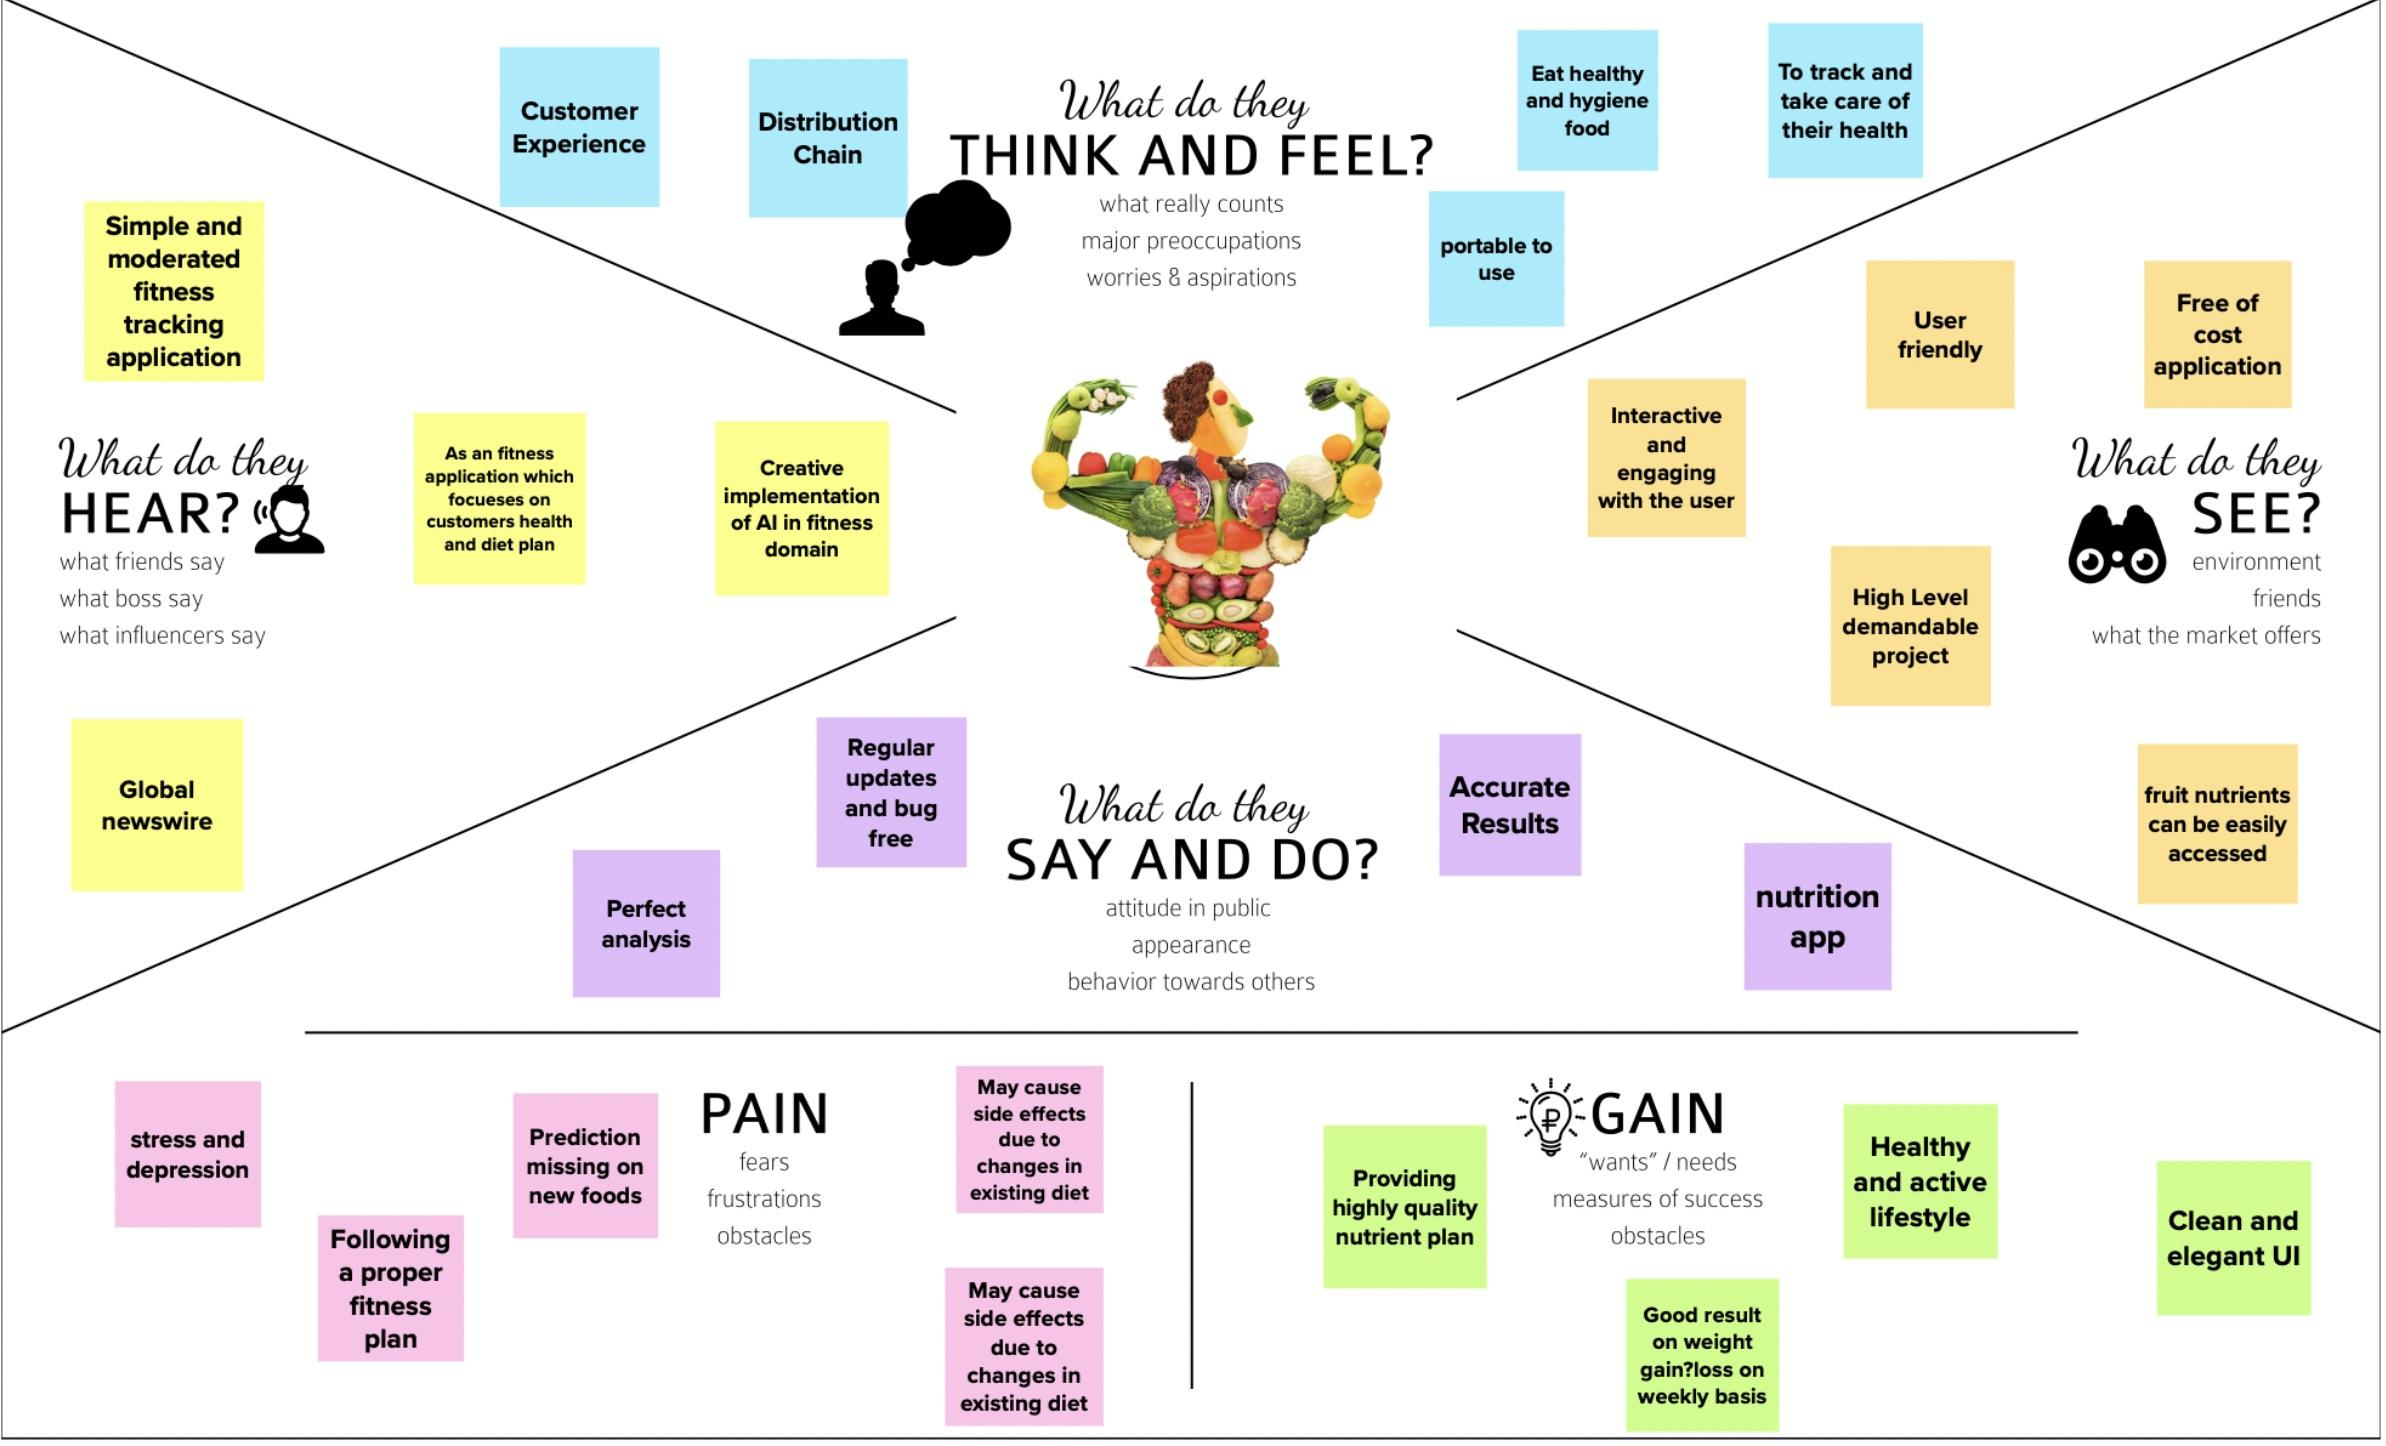 Customer
Experience
Distribution
Chain
What do they
THINK AND FEEL?
what really counts
major preoccupations
worries & aspirations
Eat healthy
and hygiene
food
To track and
take care of
their health
portable to
use
Simple and
moderated
fitness
tracking
application
What do they
HEAR?
what friends say
what boss say
what influencers say
As an fitness
application which
focueses on
customers health
and diet plan
Creative
implementation
of AI in fitness
domain
Global
newswire
User
friendly
Free of
cost
application
Interactive
and
engaging
with the user
What do they
SEE?
environment
friends
what the market offers
High Level
demandable
project
fruit nutrients
can be easily
accessed
Regular
updates
and bug
free
Perfect
analysis
What do they
SAY AND DO?
attitude in public
appearance
behavior towards others
Accurate
Results
nutrition
app
stress and
depression
Following
a proper
fitness
plan
Prediction
missing on
new foods
PAIN
fears
frustrations
obstacles
May cause
side effects
due to
changes in
existing diet
May cause
side effects
due to
changes in
existing diet
Providing
highly quality
nutrient plan
₽
GAIN
“wants” / needs
measures of success
obstacles
Good result
on weight
gain?loss on
weekly basis
Healthy
and active
lifestyle
Clean and
elegant UI